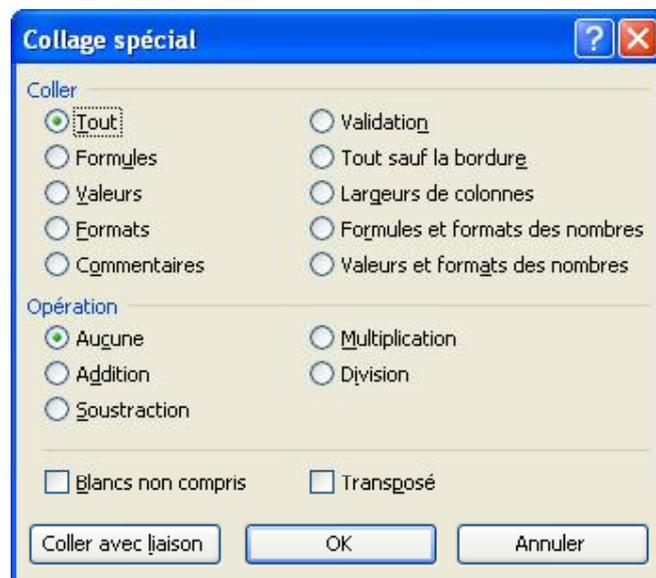 Collage spécial
Coller
Tout
Validation
Formules
Tout sauf la bordure
Valeurs
Largeurs de colonnes
Formats
Formules et formats des nombres
Commentaires
Valeurs et formats des nombres
Opération
Aucune
Multiplication
Addition
Division
Soustraction
Blancs non compris
Transposé
Coller avec liaison
OK
Annuler